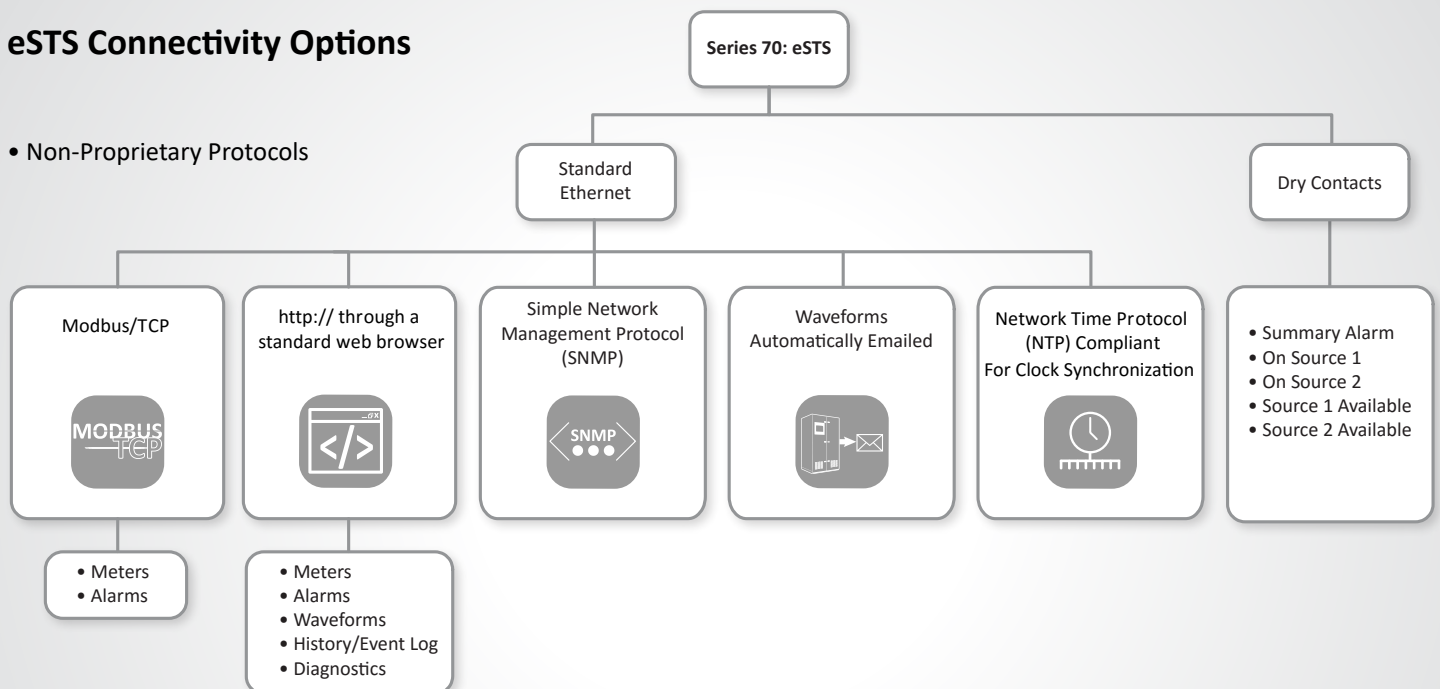 eSTS Connectivity Options
Series 70: eSTS
• Non-Proprietary Protocols
Standard
Ethernet
Dry Contacts
Modbus/TCP
MODBUS
TCP
http:// through a
standard web browser
</>
Simple Network
Management Protocol
(SNMP)
SNMP
Waveforms
Automatically Emailed
Network Time Protocol
(NTP) Compliant
For Clock Synchronization
• Summary Alarm
• On Source 1
• On Source 2
• Source 1 Available
• Source 2 Available
• Meters
• Alarms
• Meters
• Alarms
• Waveforms
• History/Event Log
• Diagnostics